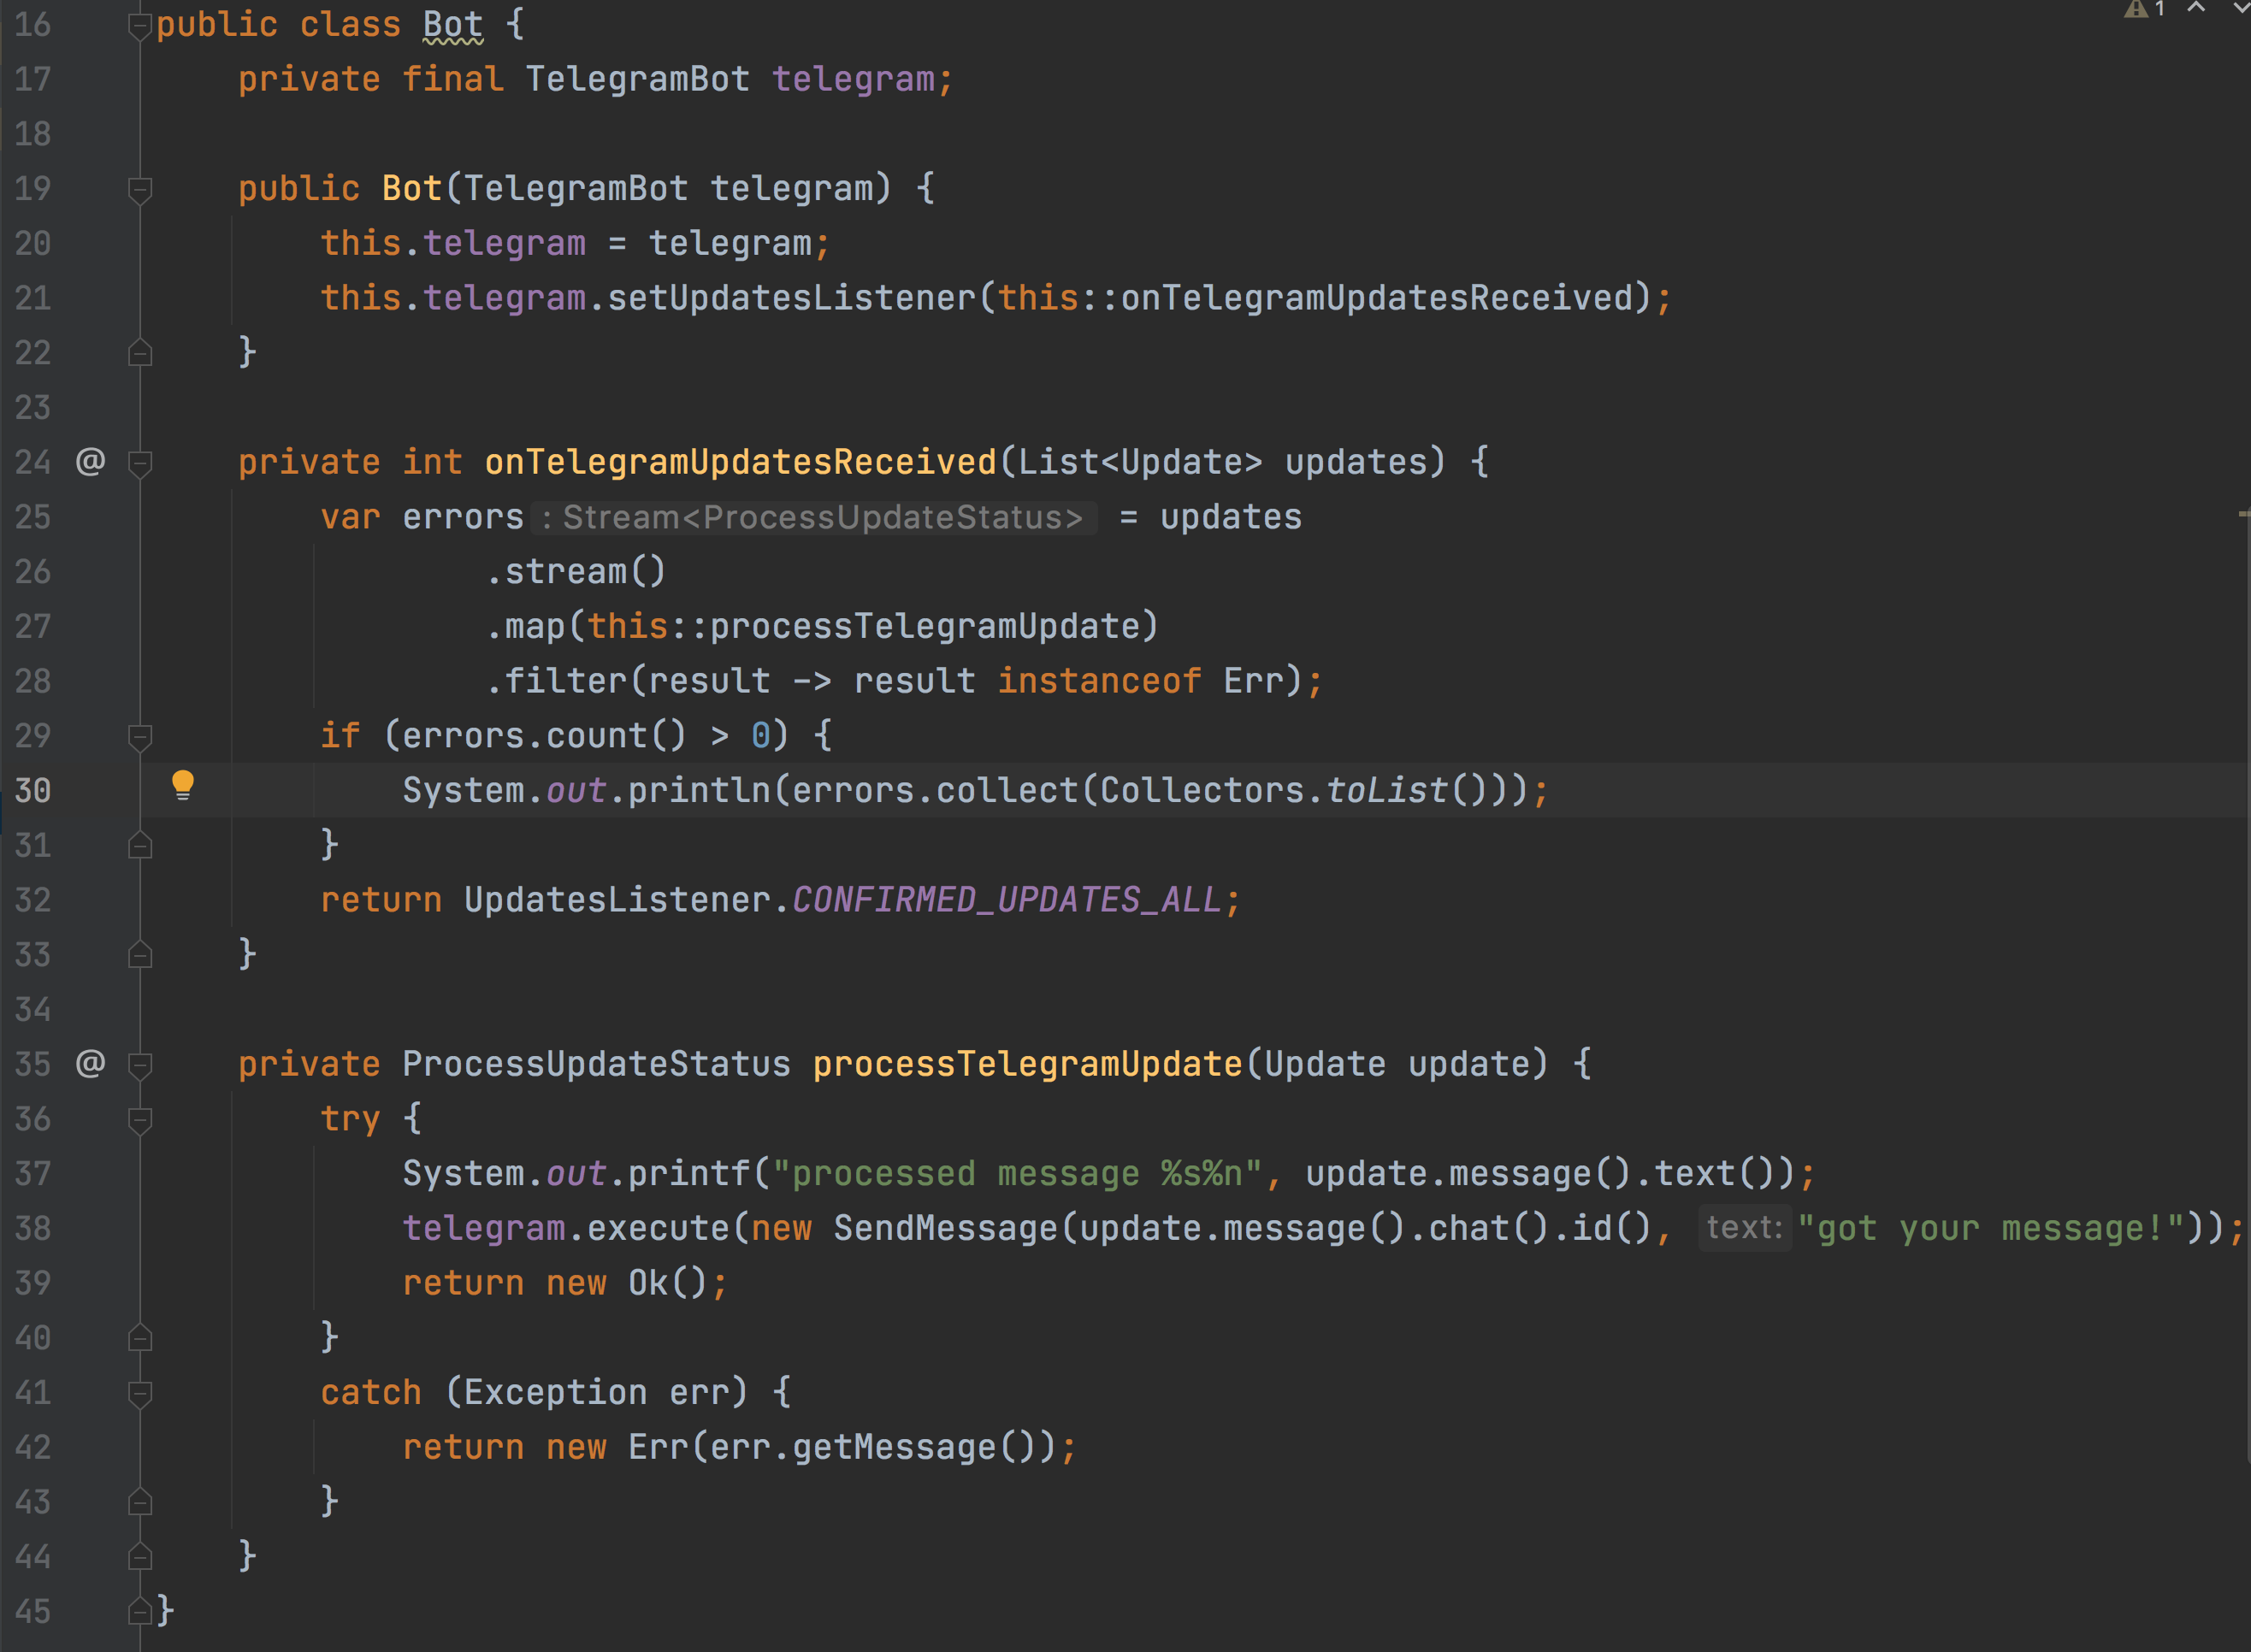 1
16 public class Bot {
17     private final TelegramBot telegram;
18
19     public Bot(TelegramBot telegram) {
20         this.telegram = telegram;
21         this.telegram.setUpdatesListener(this::onTelegramUpdatesReceived);
22     }
23
24 @     private int onTelegramUpdatesReceived(List<Update> updates) {
25         var errors : Stream<ProcessUpdateStatus> = updates
26                 .stream()
27                 .map(this::processTelegramUpdate)
28                 .filter(result -> result instanceof Err);
29         if (errors.count() > 0) {
30             System.out.println(errors.collect(Collectors.toList()));
31         }
32         return UpdatesListener.CONFIRMED_UPDATES_ALL;
33     }
34
35 @     private ProcessUpdateStatus processTelegramUpdate(Update update) {
36         try {
37             System.out.printf("processed message %s%n", update.message().text());
38             telegram.execute(new SendMessage(update.message().chat().id(), text: "got your message!"));
39             return new Ok();
40         }
41         catch (Exception err) {
42             return new Err(err.getMessage());
43         }
44     }
45 }